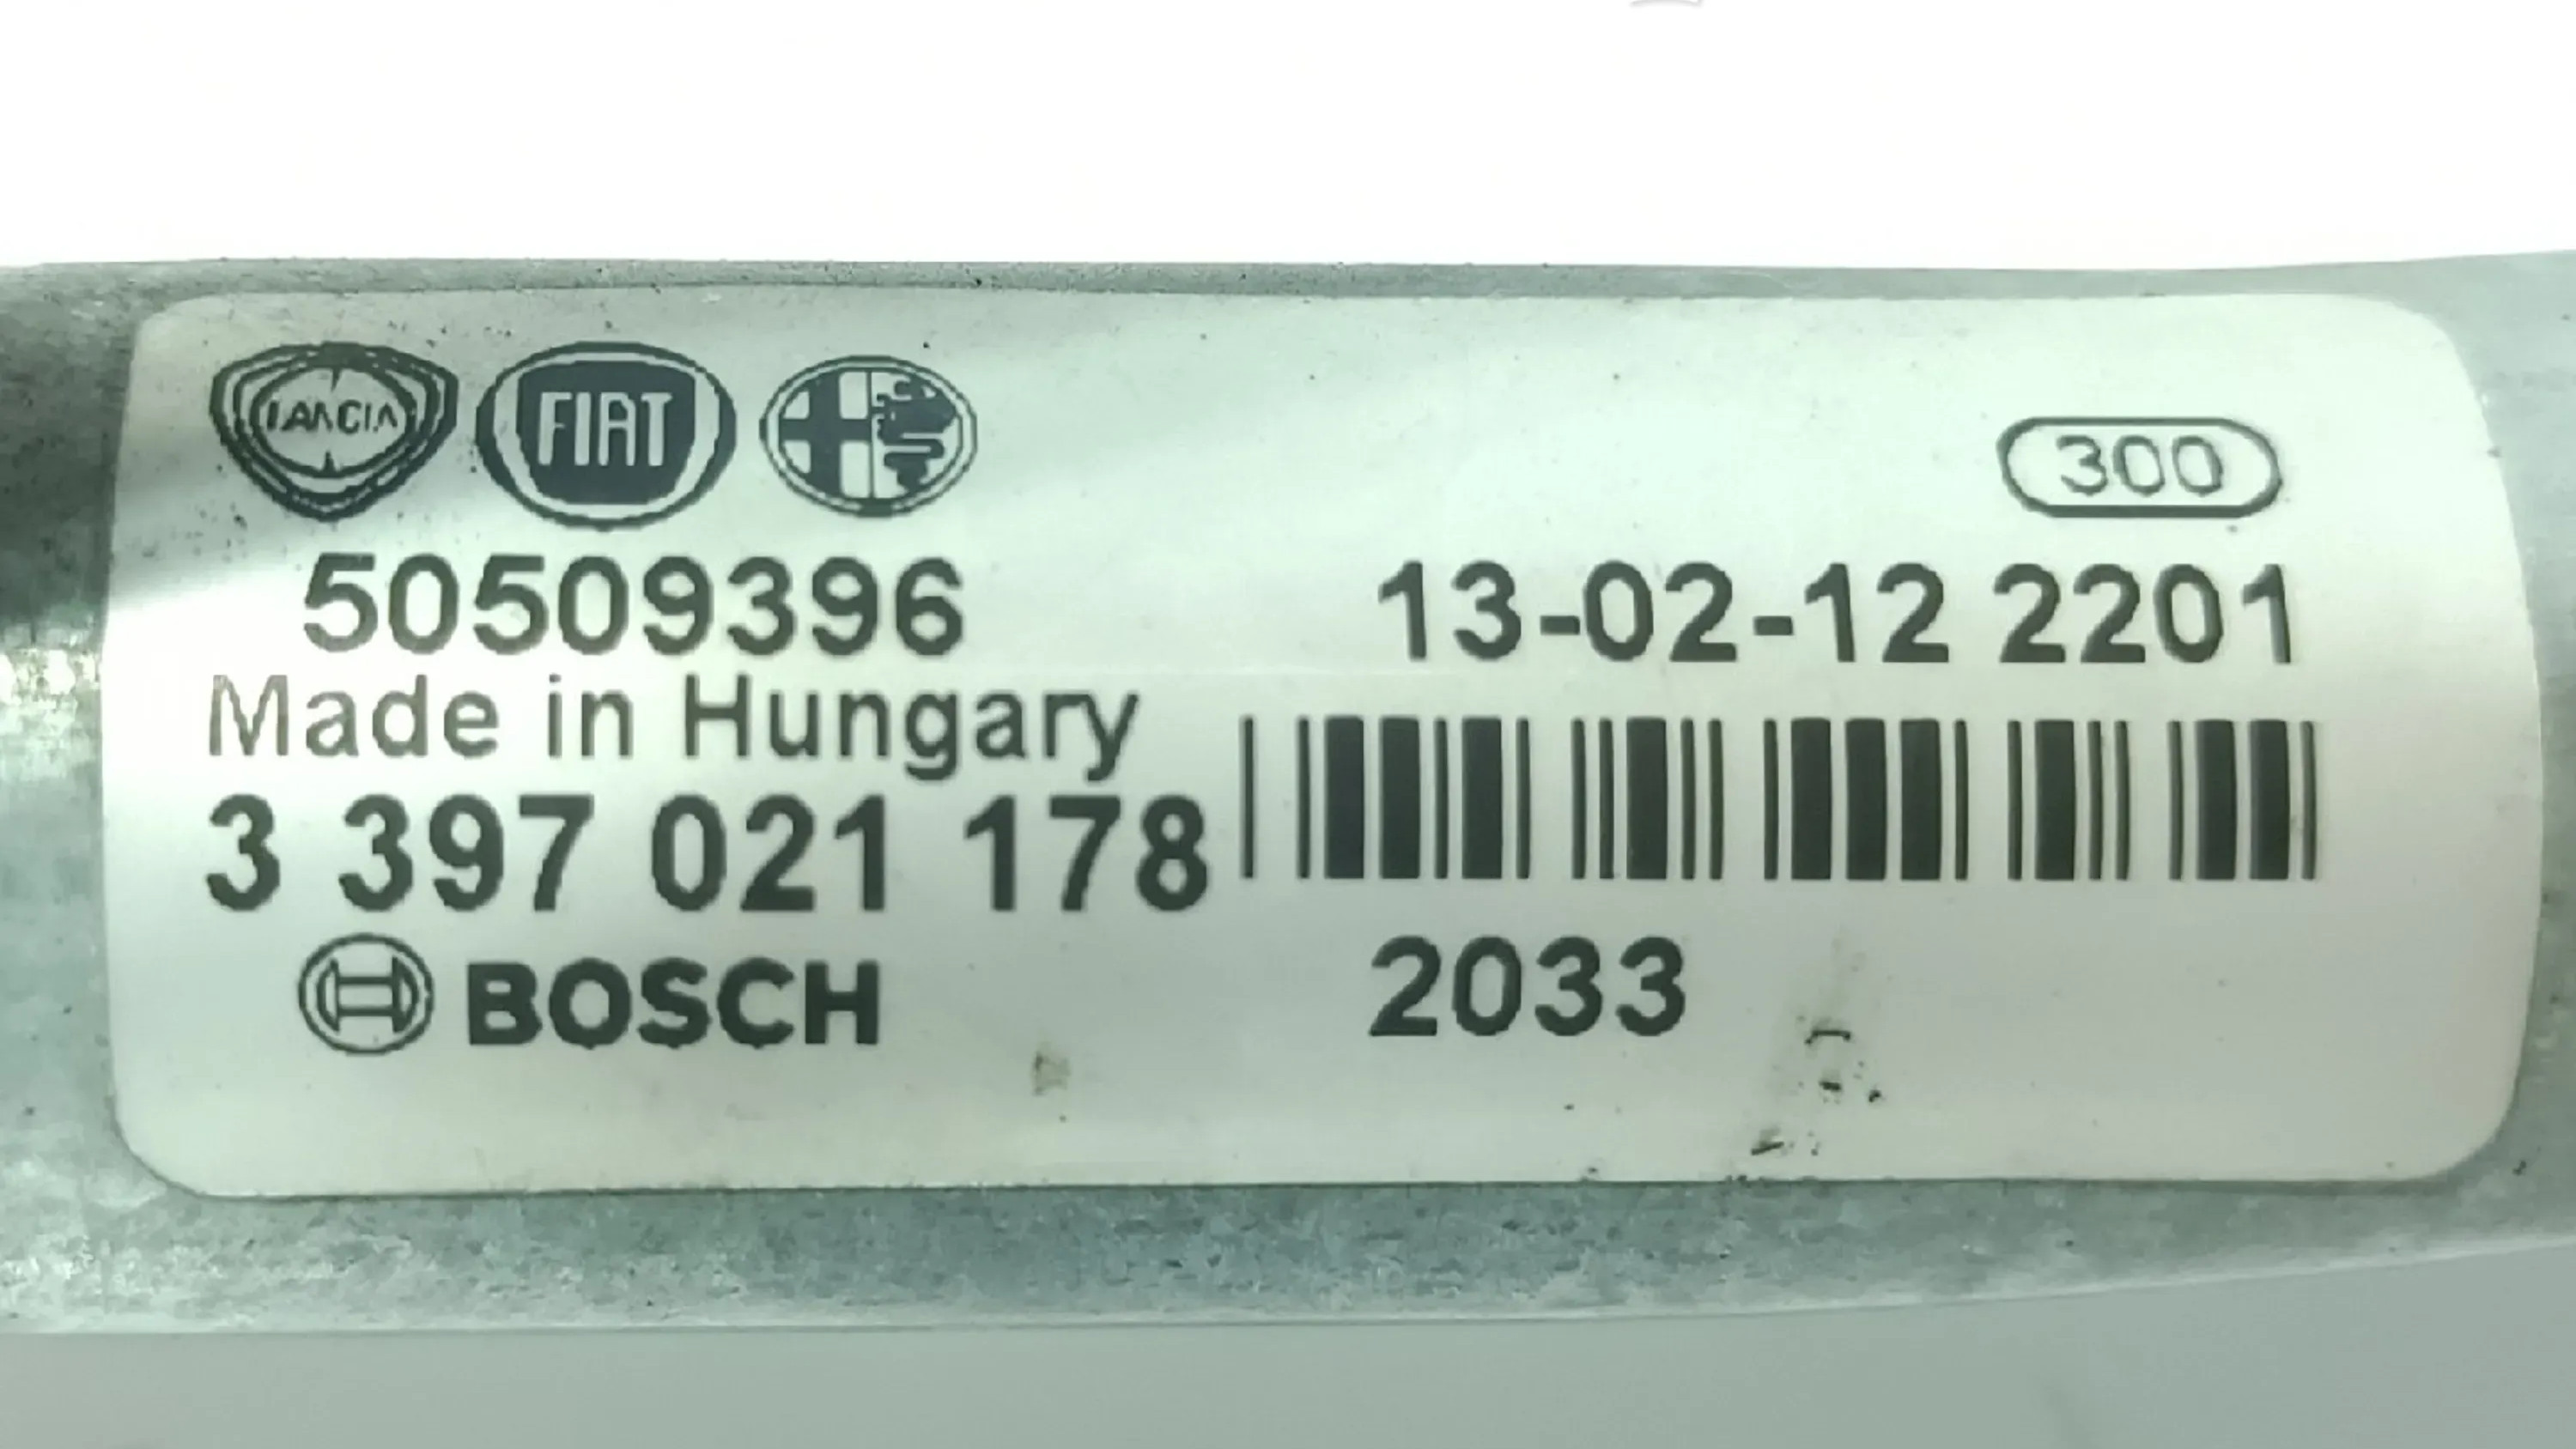 LANCIA FIAT
300
50509396
13-02-12 2201
Made in Hungary
3 397 021 178
BOSCH
2033